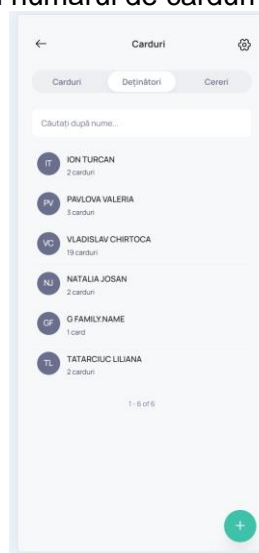 numărul de carduri
Carduri
Carduri Deținători Cereri
Căutați după nume...
IT ION TURCAN
2 carduri
PV PAVLOVA VALERIA
3 carduri
VC VLADISLAV CHIRTOCA
19 carduri
NJ NATALIA JOSAN
2 carduri
GF G FAMILY.NAME
1 card
TL TATARCIUC LILIANA
2 carduri
1 - 6 of 6